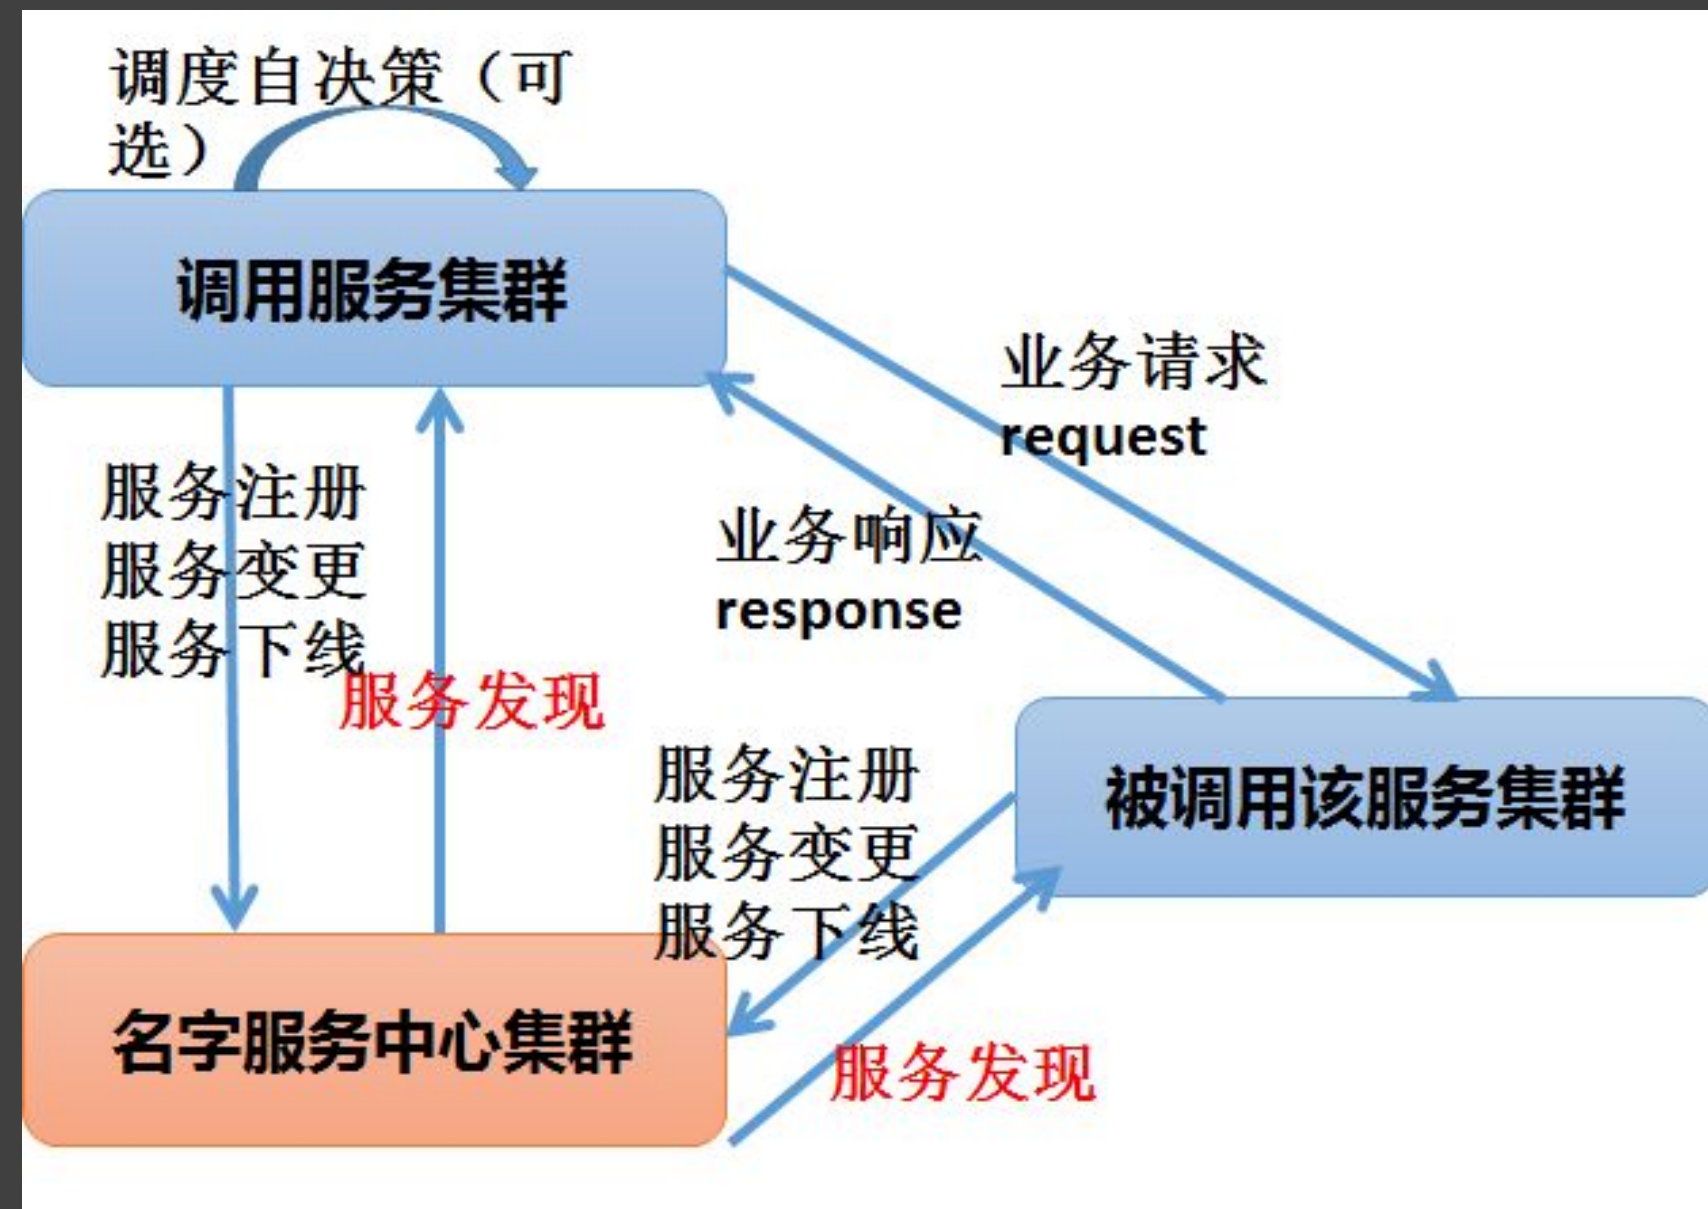 调度自决策（可
选）
调用服务集群
业务请求
request
服务注册
服务变更
服务下线
业务响应
response
服务发现
服务注册
服务变更
服务下线
被调用该服务集群
名字服务中心集群
服务发现